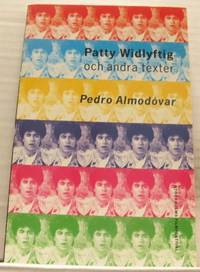 Patty Widlyftig
och andra texter
Pedro Almodóvar